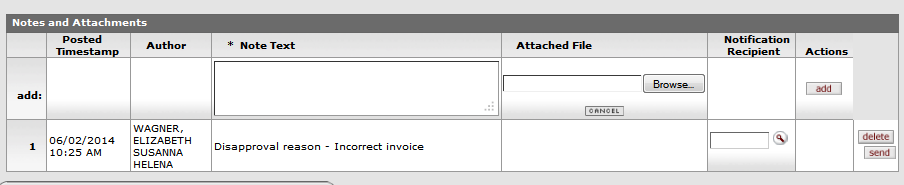 Notes and Attachments
Posted Timestamp Author * Note Text Attached File Notification Recipient Actions
add: Browse... CANCEL add
1 06/02/2014 10:25 AM WAGNER, ELIZABETH SUSANNA HELENA Disapproval reason - Incorrect invoice delete send